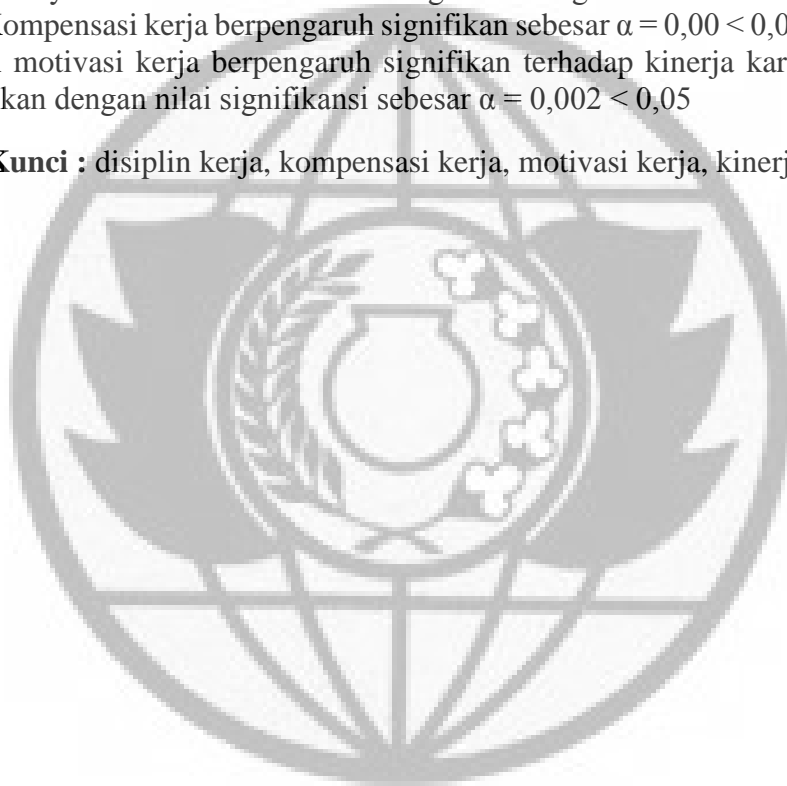 Kompensasi kerja berpengaruh signifikan sebesar α = 0,00 < 0,0
motivasi kerja berpengaruh signifikan terhadap kinerja kar
kan dengan nilai signifikansi sebesar α = 0,002 < 0,05
Kunci : disiplin kerja, kompensasi kerja, motivasi kerja, kinerj